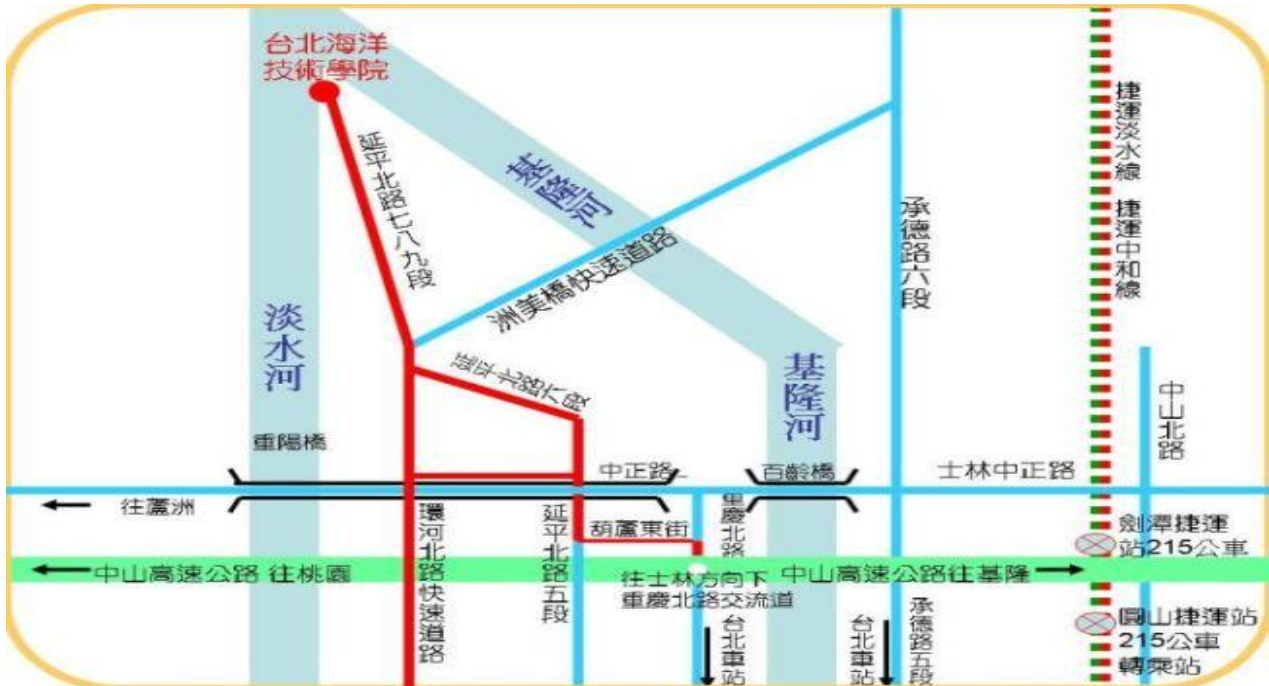 台北海洋
技術學院
延平北路七八九段
基隆河
洲美橋快速道路
承德路六段
捷運淡水線 捷運中和線
淡水河
延平北路六段
基隆河
中山北路
重陽橋
中正路
百齡橋
士林中正路
往蘆洲
環河北路快速道路
延平北路五段
葫蘆東街
重慶北路
劍潭捷運
站215公車
中山高速公路 往桃園
往士林方向下
重慶北路交流道
中山高速公路往基隆
台北車站
台北車站
承德路五段
圓山捷運站
215公車
轉乘站